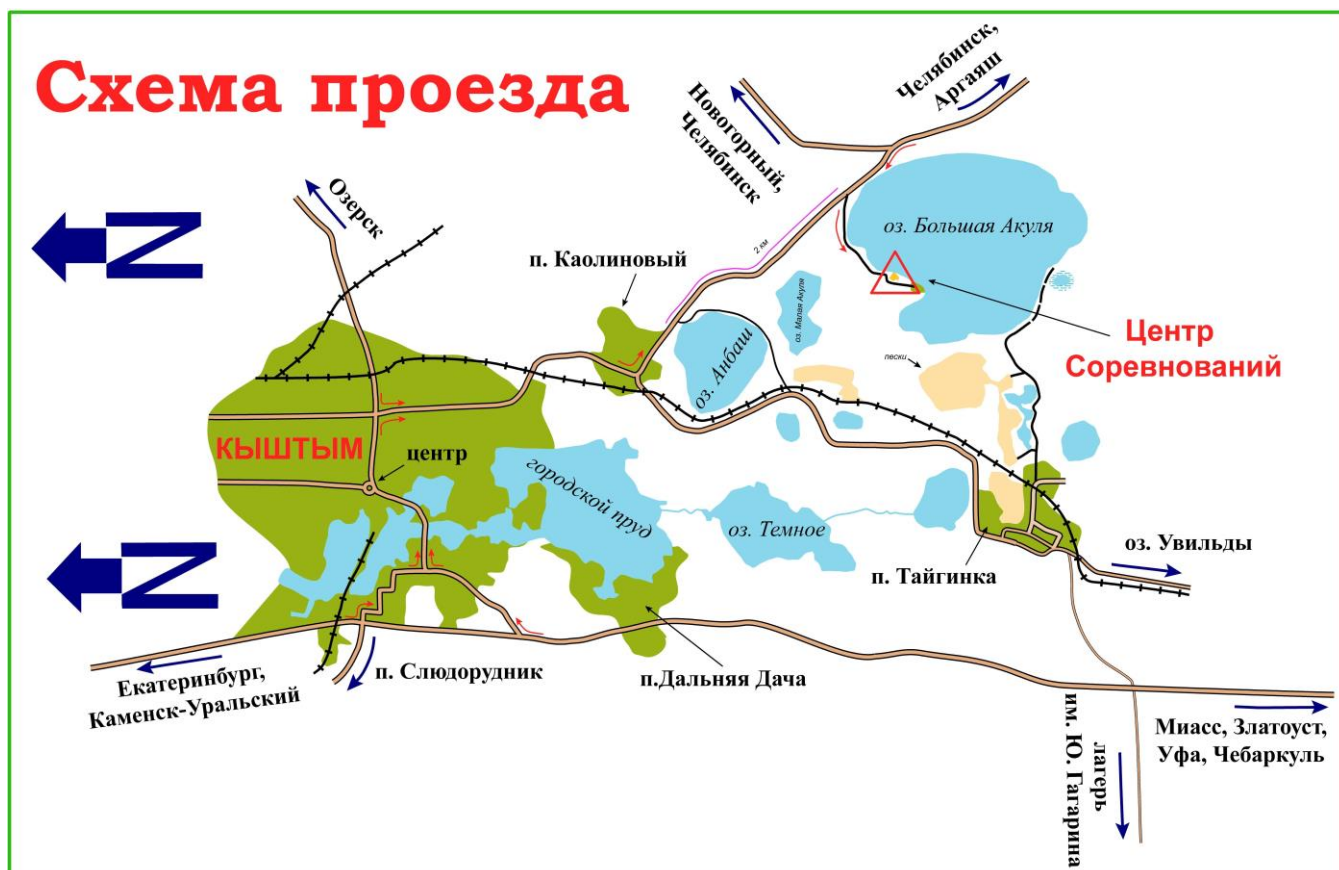 Схема проезда
Челябинск,
Аргаяш
Новогорный,
Челябинск
Озерск
N
п. Каолиновый
2 км
оз. Большая Акуля
оз. Малая Акуля
оз. Анбаш
Центр
Соревнований
пески
КЫШТЫМ
центр
городской пруд
оз. Темное
N
п. Тайгинка
оз. Увильды
п. Слюдорудник
п.Дальняя Дача
Екатеринбург,
Каменск-Уральский
Миасс, Златоуст,
Уфа, Чебаркуль
лагерь
им. Ю. Гагарина